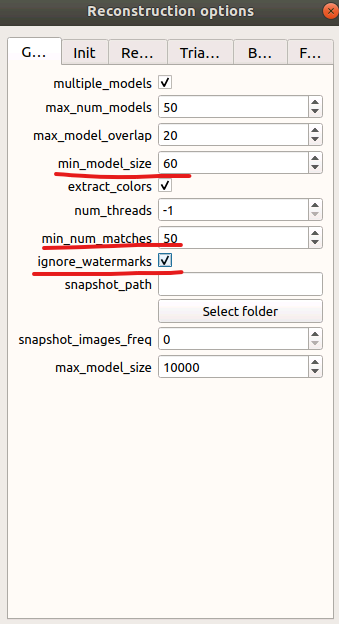 Reconstruction options
G... Init Re... Tria... B... F...
multiple_models
max_num_models 50
max_model_overlap 20
min_model_size 60
extract_colors
num_threads -1
min_num_matches 50
ignore_watermarks
snapshot_path
Select folder
snapshot_images_freq 0
max_model_size 10000